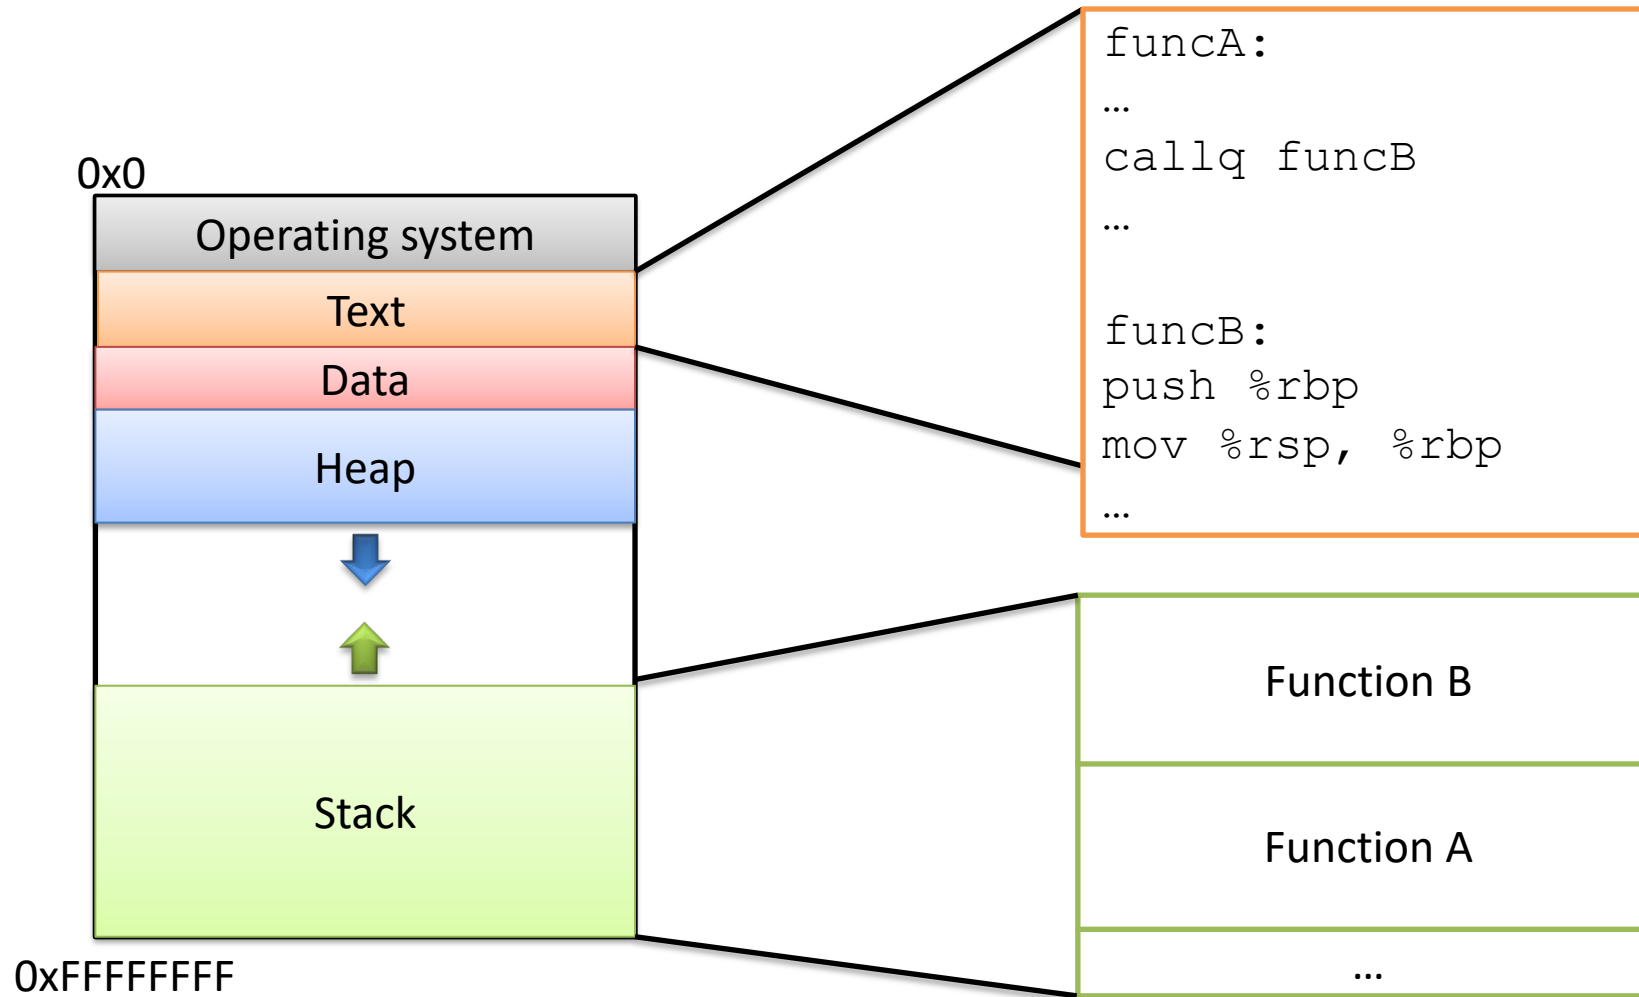 0x0
Operating system
Text
Data
Heap
Stack
0xFFFFFFFF
funcA:
…
callq funcB
…
funcB:
push %rbp
mov %rsp, %rbp
…
Function B
Function A
…